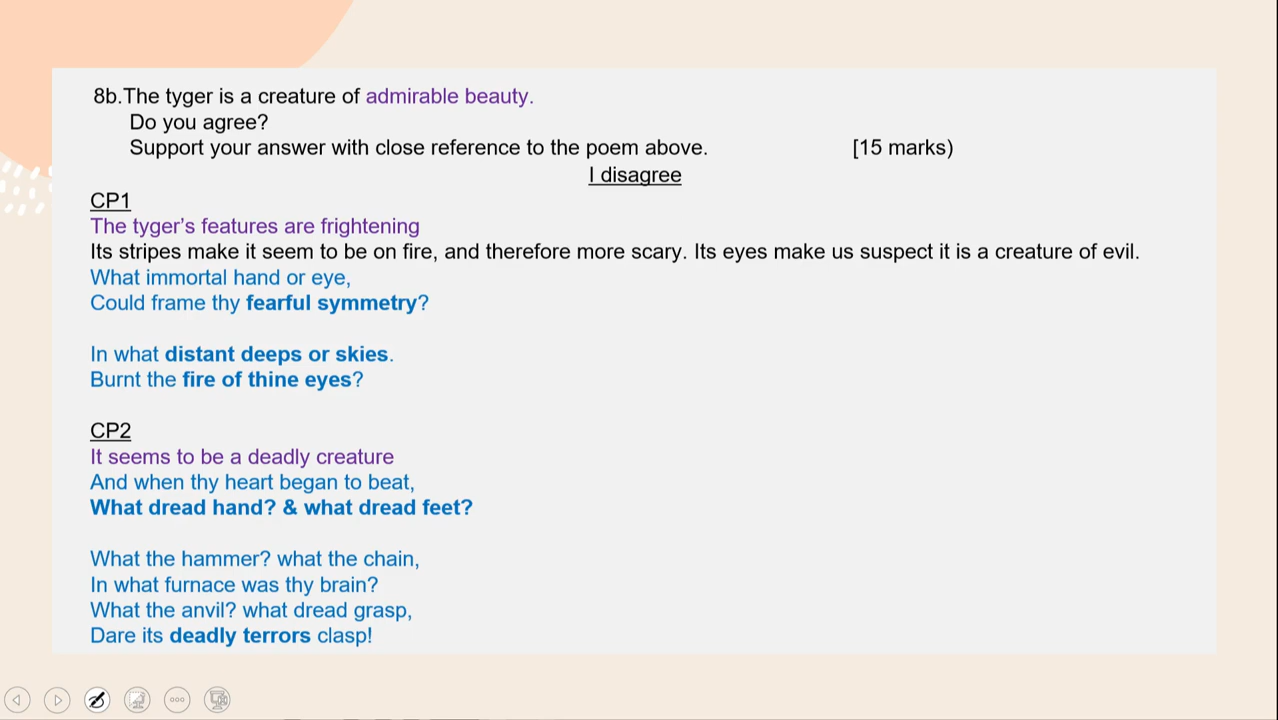 8b.The tyger is a creature of admirable beauty.
Do you agree?
Support your answer with close reference to the poem above. [15 marks)
I disagree
CP1
The tyger’s features are frightening
Its stripes make it seem to be on fire, and therefore more scary. Its eyes make us suspect it is a creature of evil.
What immortal hand or eye,
Could frame thy fearful symmetry?
In what distant deeps or skies.
Burnt the fire of thine eyes?
CP2
It seems to be a deadly creature
And when thy heart began to beat,
What dread hand? & what dread feet?
What the hammer? what the chain,
In what furnace was thy brain?
What the anvil? what dread grasp,
Dare its deadly terrors clasp!